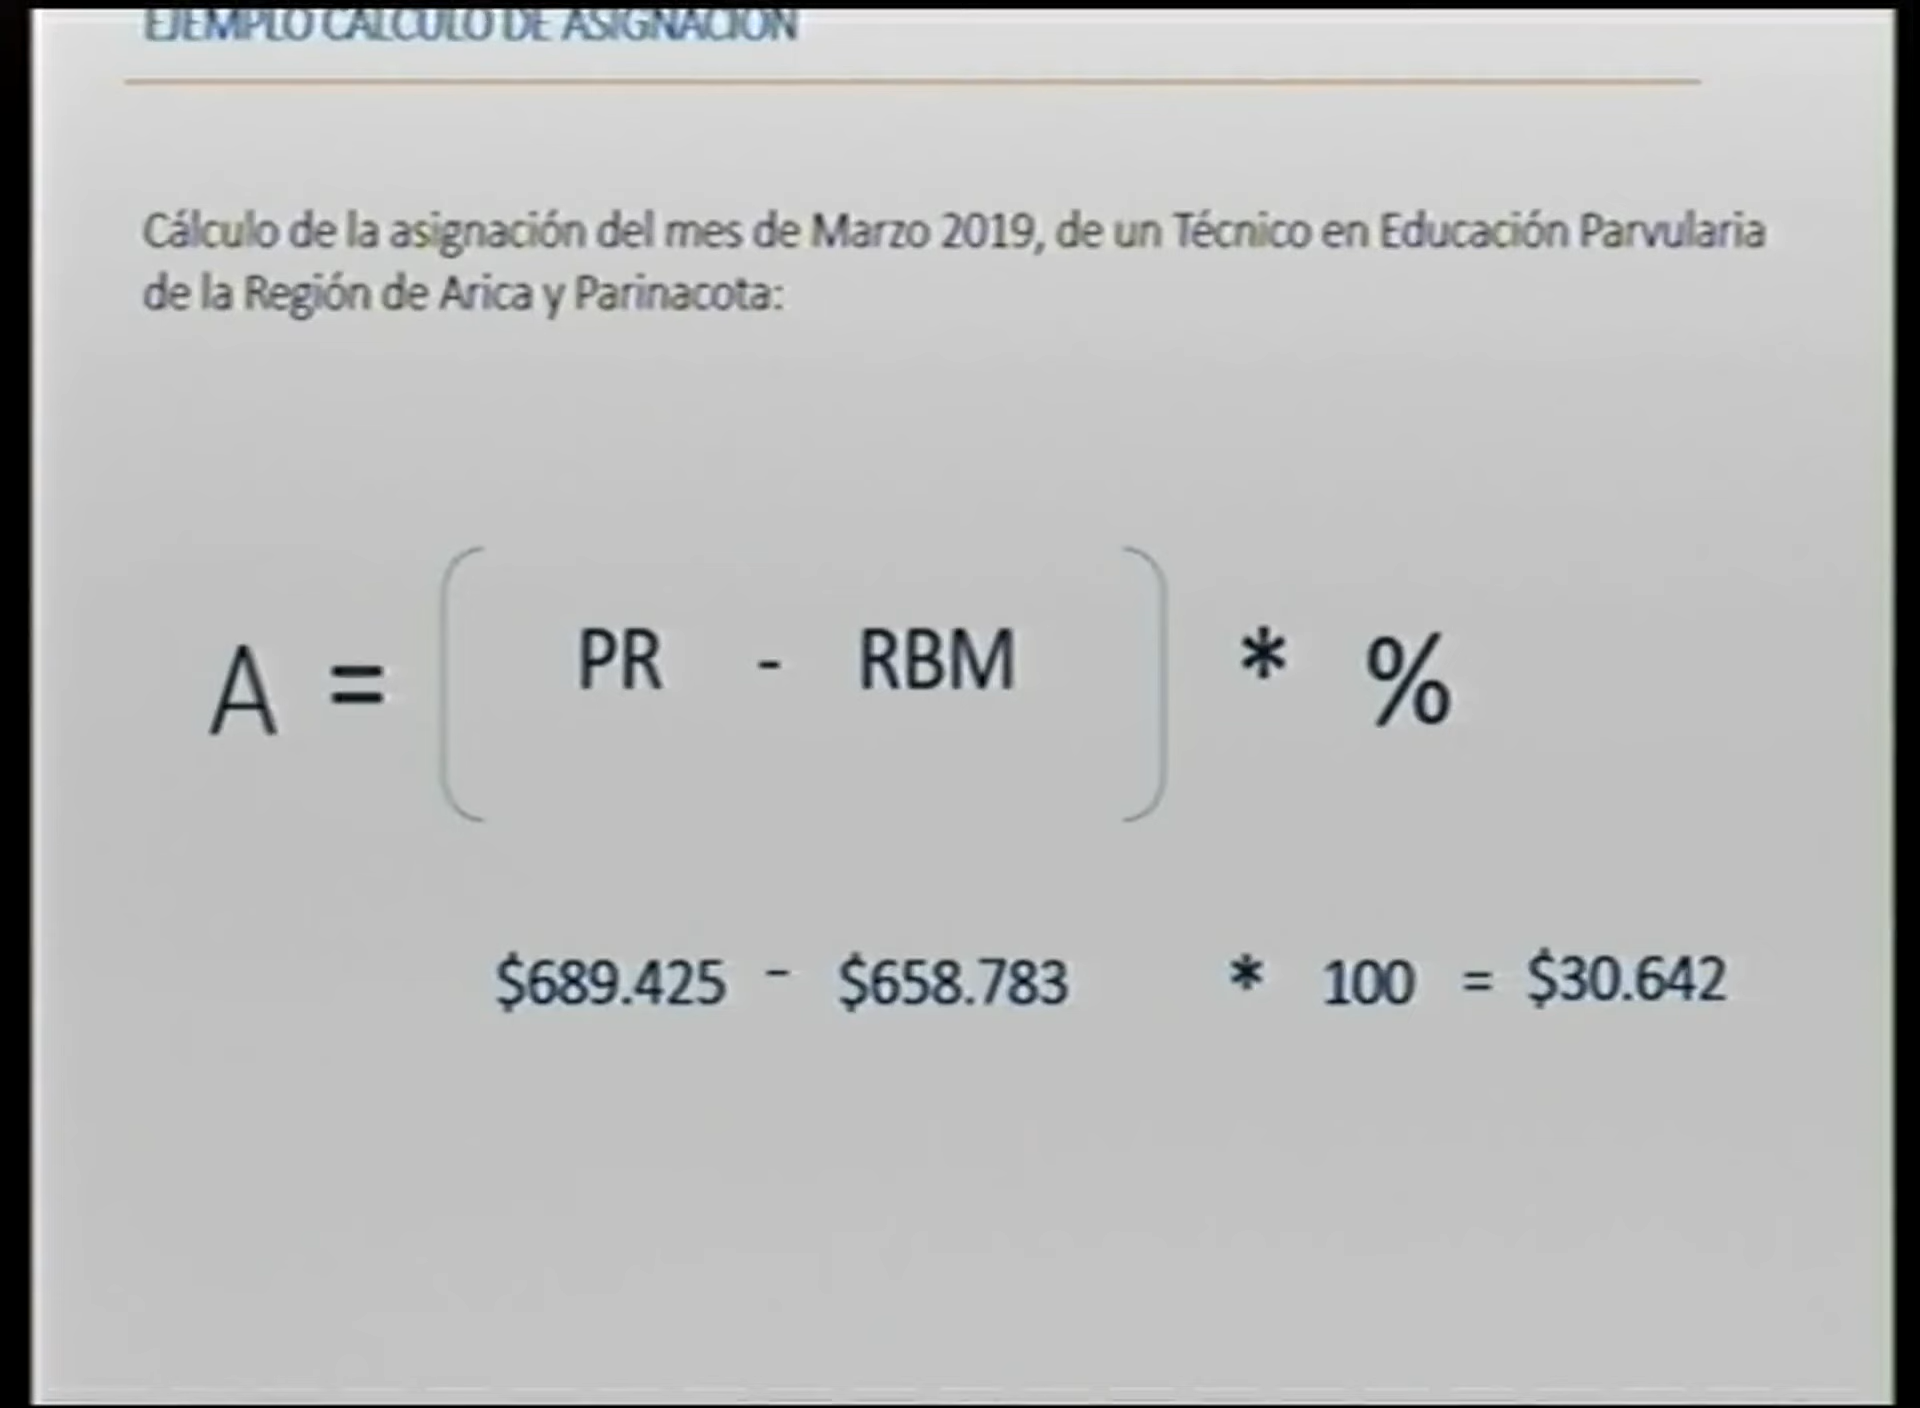 EJEMPLO CALCULO DE ASIGNACION
Cálculo de la asignación del mes de Marzo 2019, de un Técnico en Educación Parvularia
de la Región de Arica y Parinacota:
A = ( PR - RBM ) * %
$689.425 - $658.783 * 100 = $30.642